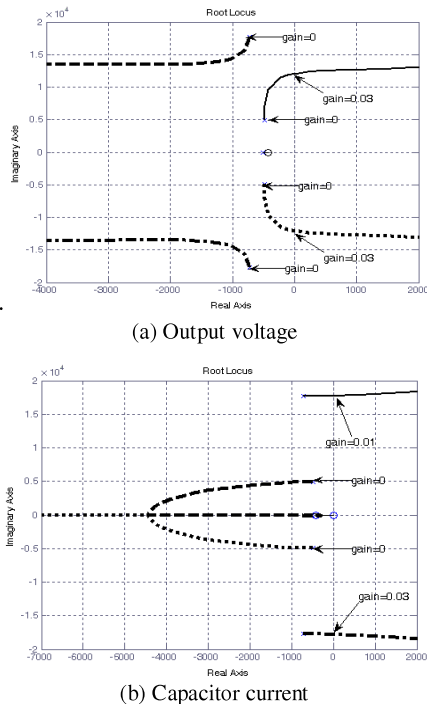 Root Locus
x 10^4
2
1.5
1
0.5
0
-0.5
-1
-1.5
-2
Imaginary Axis
gain=0
gain=0.03
gain=0
gain=0
gain=0.03
gain=0
-4000 -3000 -2000 -1000 0 1000 2000
Real Axis
(a) Output voltage
Root Locus
x 10^4
2
1.5
1
0.5
0
-0.5
-1
-1.5
-2
Imaginary Axis
gain=0.01
gain=0
gain=0
gain=0.03
-7000 -6000 -5000 -4000 -3000 -2000 -1000 0 1000 2000
Real Axis
(b) Capacitor current